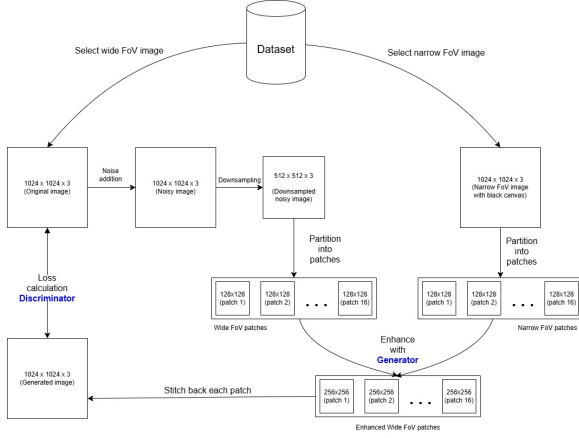 Dataset
Select wide FoV image
Select narrow FoV image
1024 x 1024 x 3
(Original image)
Noise
addition
1024 x 1024 x 3
(Noisy image)
Downsampling
512 x 512 x 3
(Downsampled
noisy image)
1024 x 1024 x 3
(Narrow FoV image
with black canvas)
Partition
into
patches
Partition
into
patches
Loss
calculation
Discriminator
128x128
(patch 1)
128x128
(patch 2)
. . .
128x128
(patch 16)
Wide FoV patches
128x128
(patch 1)
128x128
(patch 2)
. . .
128x128
(patch 16)
Narrow FoV patches
Enhance
with
Generator
1024 x 1024 x 3
(Generated image)
Stitch back each patch
256x256
(patch 1)
256x256
(patch 2)
. . .
256x256
(patch 16)
Enhanced Wide FoV patches